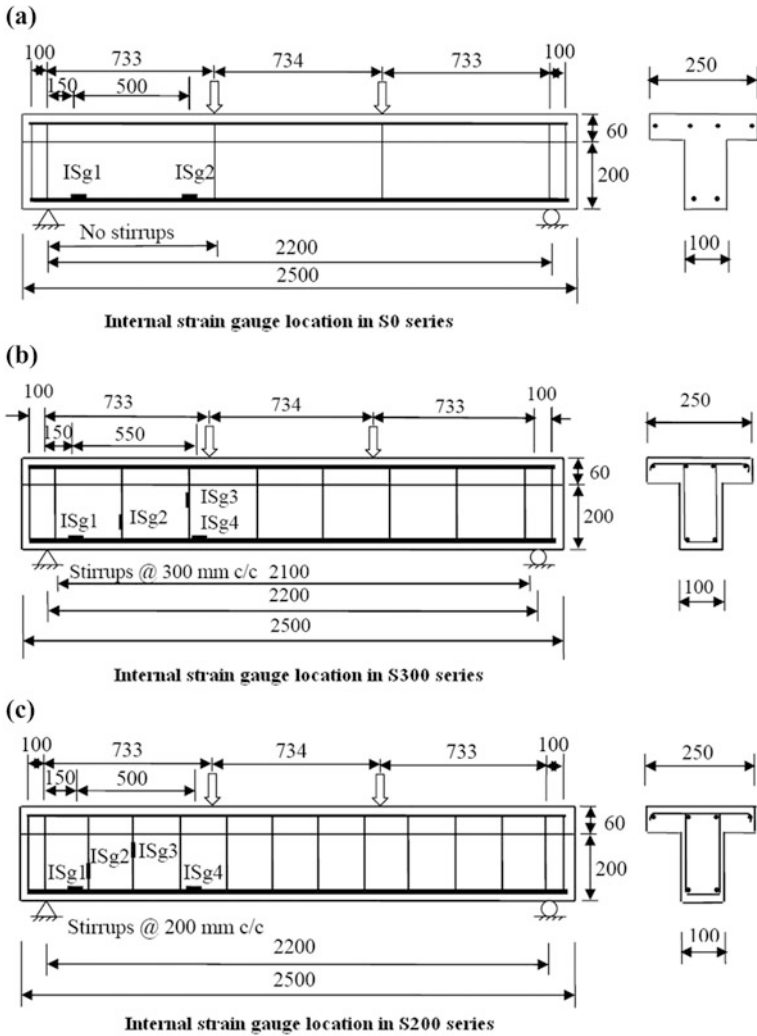 (a)
733 734 733
100 100 250
150 500
60
ISg1 ISg2
200
No stirrups
2200 100
2500
Internal strain gauge location in S0 series
(b)
100 733 734 733 100
250
150 550
60
ISg3
ISg1 ISg2 ISg4
200
Stirrups @ 300 mm c/c 2100
100
2200
2500
Internal strain gauge location in S300 series
(c)
100 733 734 733 100
250
150 500
60
ISg1 ISg2 ISg3 ISg4
200
Stirrups @ 200 mm c/c
100
2200
2500
Internal strain gauge location in S200 series